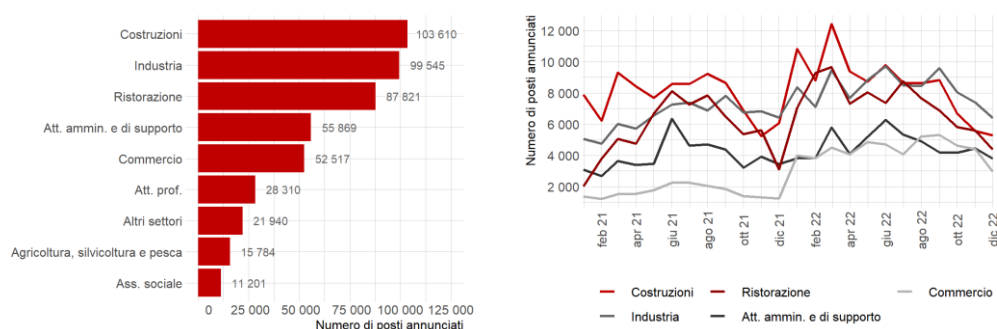 Costruzioni 103 610
Industria 99 545
Ristorazione 87 821
Att. ammin. e di supporto 55 869
Commercio 52 517
Att. prof. 28 310
Altri settori 21 940
Agricoltura, silvicoltura e pesca 15 784
Ass. sociale 11 201
0 25 000 50 000 75 000 100 000 125 000
Numero di posti annunciati
Numero di posti annunciati
12 000
10 000
8 000
6 000
4 000
2 000
feb 21 apr 21 giu 21 ago 21 ott 21 dic 21 feb 22 apr 22 giu 22 ago 22 ott 22 dic 22
Costruzioni Ristorazione Commercio
Industria Att. ammin. e di supporto